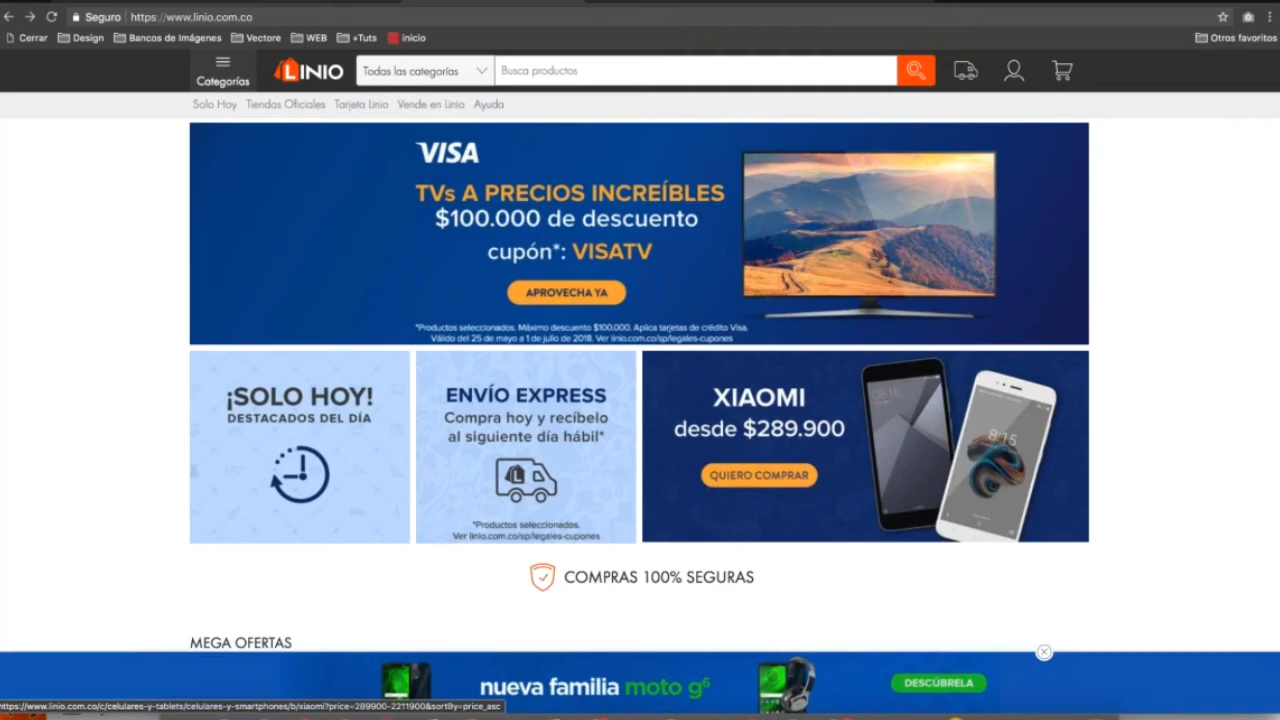 Seguro https://www.linio.com.co
Cerrar Design Bancos de Imágenes Vectore WEB +Tuts Inicio Otros favoritos
Categorías LINIO Todas las categorías Busca productos
Solo Hoy Tiendas Oficiales Tarjeta Linio Vende en Linio Ayuda
VISA
TVs A PRECIOS INCREÍBLES
$100.000 de descuento
cupón*: VISATV
APROVECHA YA
*Productos seleccionados. Máximo descuento $100.000. Aplica tarjetas de crédito Visa.
Válido del 25 de mayo a 1 de julio de 2018. Ver linio.com.co/sp/legales-cupones
¡SOLO HOY!
DESTACADOS DEL DÍA
ENVÍO EXPRESS
Compra hoy y recíbelo
al siguiente día hábil*
*Productos seleccionados.
Ver linio.com.co/sp/legales-cupones
XIAOMI
desde $289.900
QUIERO COMPRAR
08:16
8:15
COMPRAS 100% SEGURAS
MEGA OFERTAS
nueva familia moto g6
DESCÚBRELA
https://www.linio.com.co/c/celulares-y-tablets/celulares-y-smartphones/b/xiaomi?price=289900-2211900&sortBy=price_asc